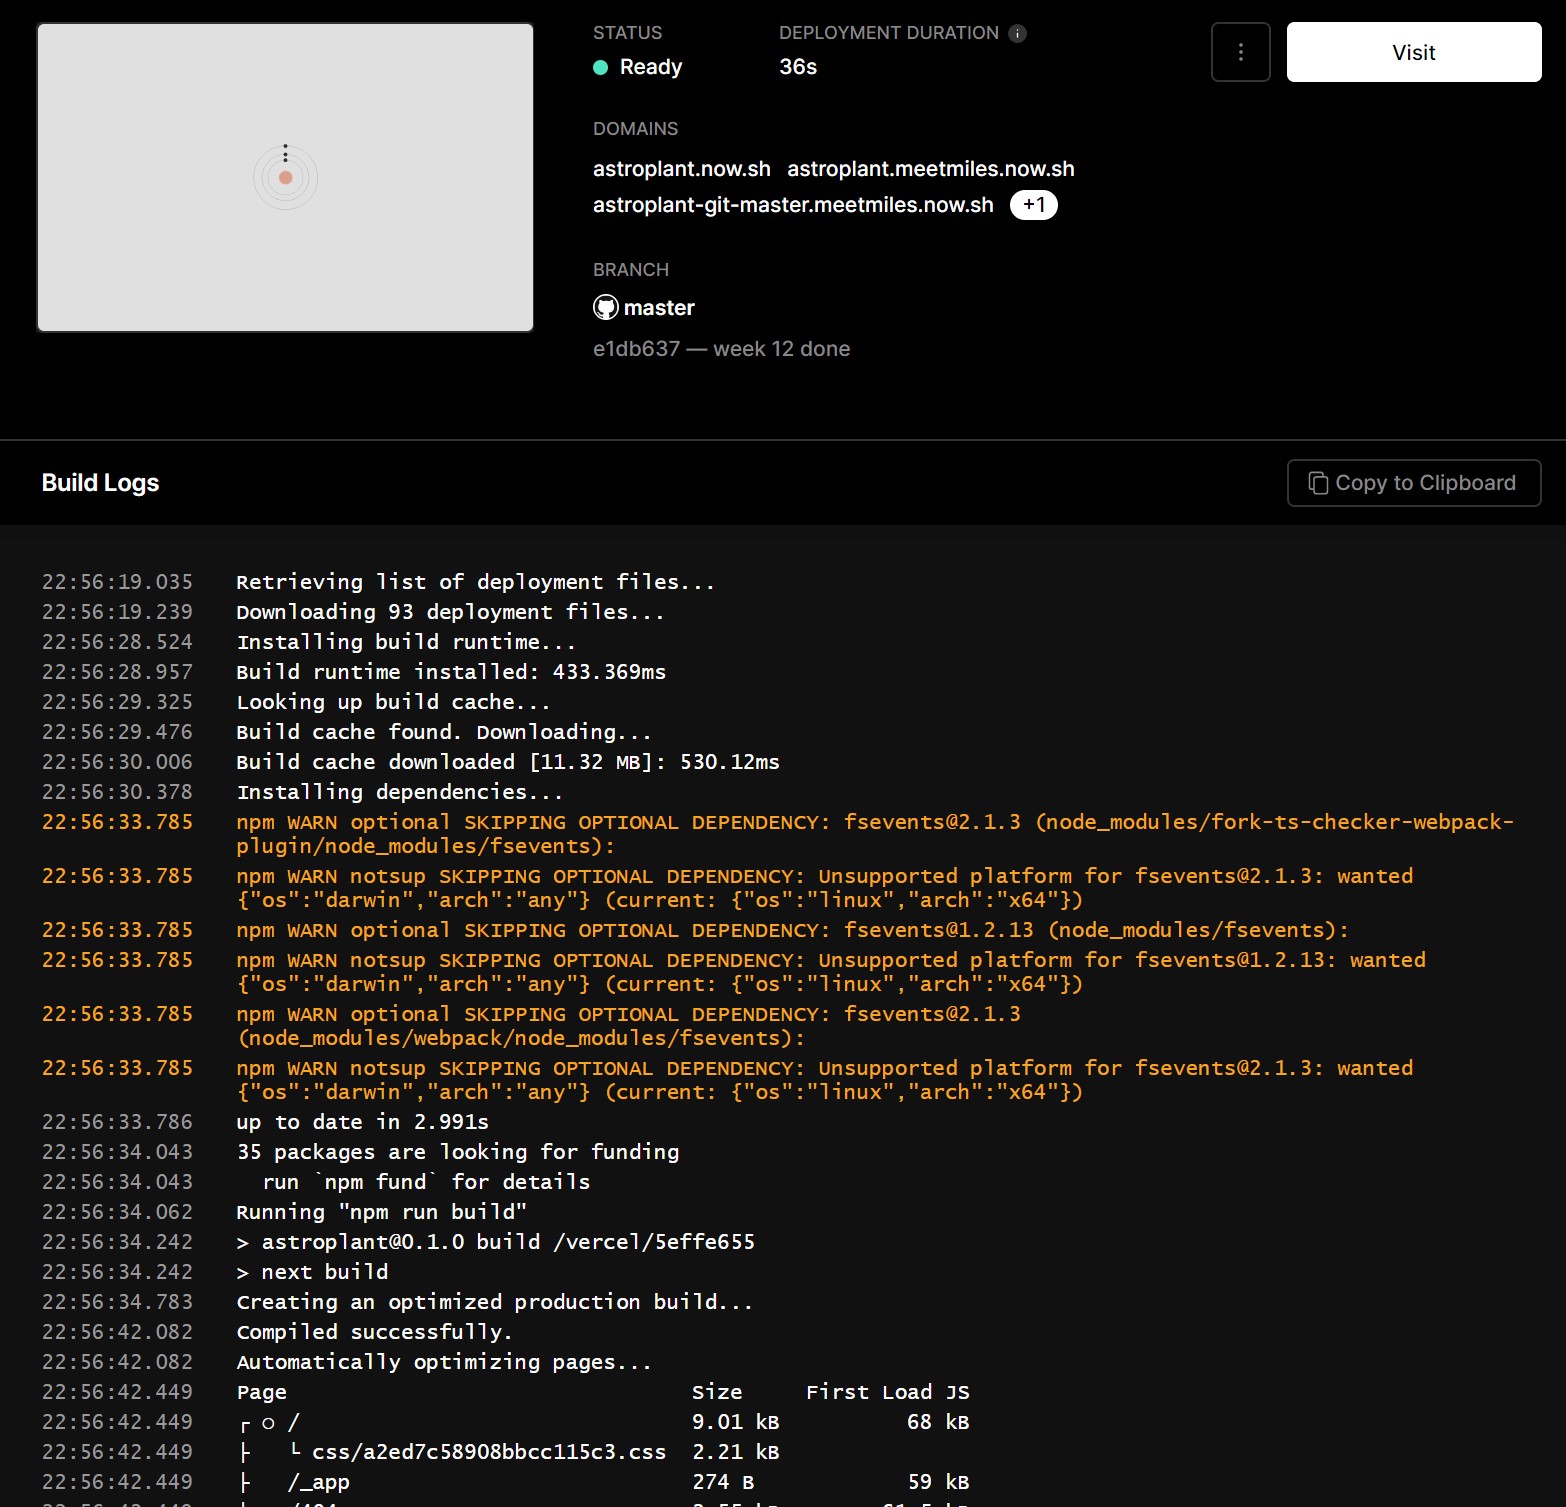 STATUS
DEPLOYMENT DURATION
Visit
Ready
36s
DOMAINS
astroplant.now.sh astroplant.meetmiles.now.sh
astroplant-git-master.meetmiles.now.sh +1
BRANCH
master
e1db637 — week 12 done
Build Logs
Copy to Clipboard
22:56:19.035 Retrieving list of deployment files...
22:56:19.239 Downloading 93 deployment files...
22:56:28.524 Installing build runtime...
22:56:28.957 Build runtime installed: 433.369ms
22:56:29.325 Looking up build cache...
22:56:29.476 Build cache found. Downloading...
22:56:30.006 Build cache downloaded [11.32 MB]: 530.12ms
22:56:30.378 Installing dependencies...
22:56:33.785 npm WARN optional SKIPPING OPTIONAL DEPENDENCY: fsevents@2.1.3 (node_modules/fork-ts-checker-webpack-
plugin/node_modules/fsevents):
22:56:33.785 npm WARN notsup SKIPPING OPTIONAL DEPENDENCY: Unsupported platform for fsevents@2.1.3: wanted
{"os":"darwin","arch":"any"} (current: {"os":"linux","arch":"x64"})
22:56:33.785 npm WARN optional SKIPPING OPTIONAL DEPENDENCY: fsevents@1.2.13 (node_modules/fsevents):
22:56:33.785 npm WARN notsup SKIPPING OPTIONAL DEPENDENCY: Unsupported platform for fsevents@1.2.13: wanted
{"os":"darwin","arch":"any"} (current: {"os":"linux","arch":"x64"})
22:56:33.785 npm WARN optional SKIPPING OPTIONAL DEPENDENCY: fsevents@2.1.3
(node_modules/webpack/node_modules/fsevents):
22:56:33.785 npm WARN notsup SKIPPING OPTIONAL DEPENDENCY: Unsupported platform for fsevents@2.1.3: wanted
{"os":"darwin","arch":"any"} (current: {"os":"linux","arch":"x64"})
22:56:33.786 up to date in 2.991s
22:56:34.043 35 packages are looking for funding
22:56:34.043 run `npm fund` for details
22:56:34.062 Running "npm run build"
22:56:34.242 > astroplant@0.1.0 build /vercel/5effe655
22:56:34.242 > next build
22:56:34.783 Creating an optimized production build...
22:56:42.082 Compiled successfully.
22:56:42.082 Automatically optimizing pages...
22:56:42.449 Page Size First Load JS
22:56:42.449 ┌ ○ / 9.01 kB 68 kB
22:56:42.449 ├ └ css/a2ed7c58908bbcc115c3.css 2.21 kB
22:56:42.449 ├ /_app 274 B 59 kB